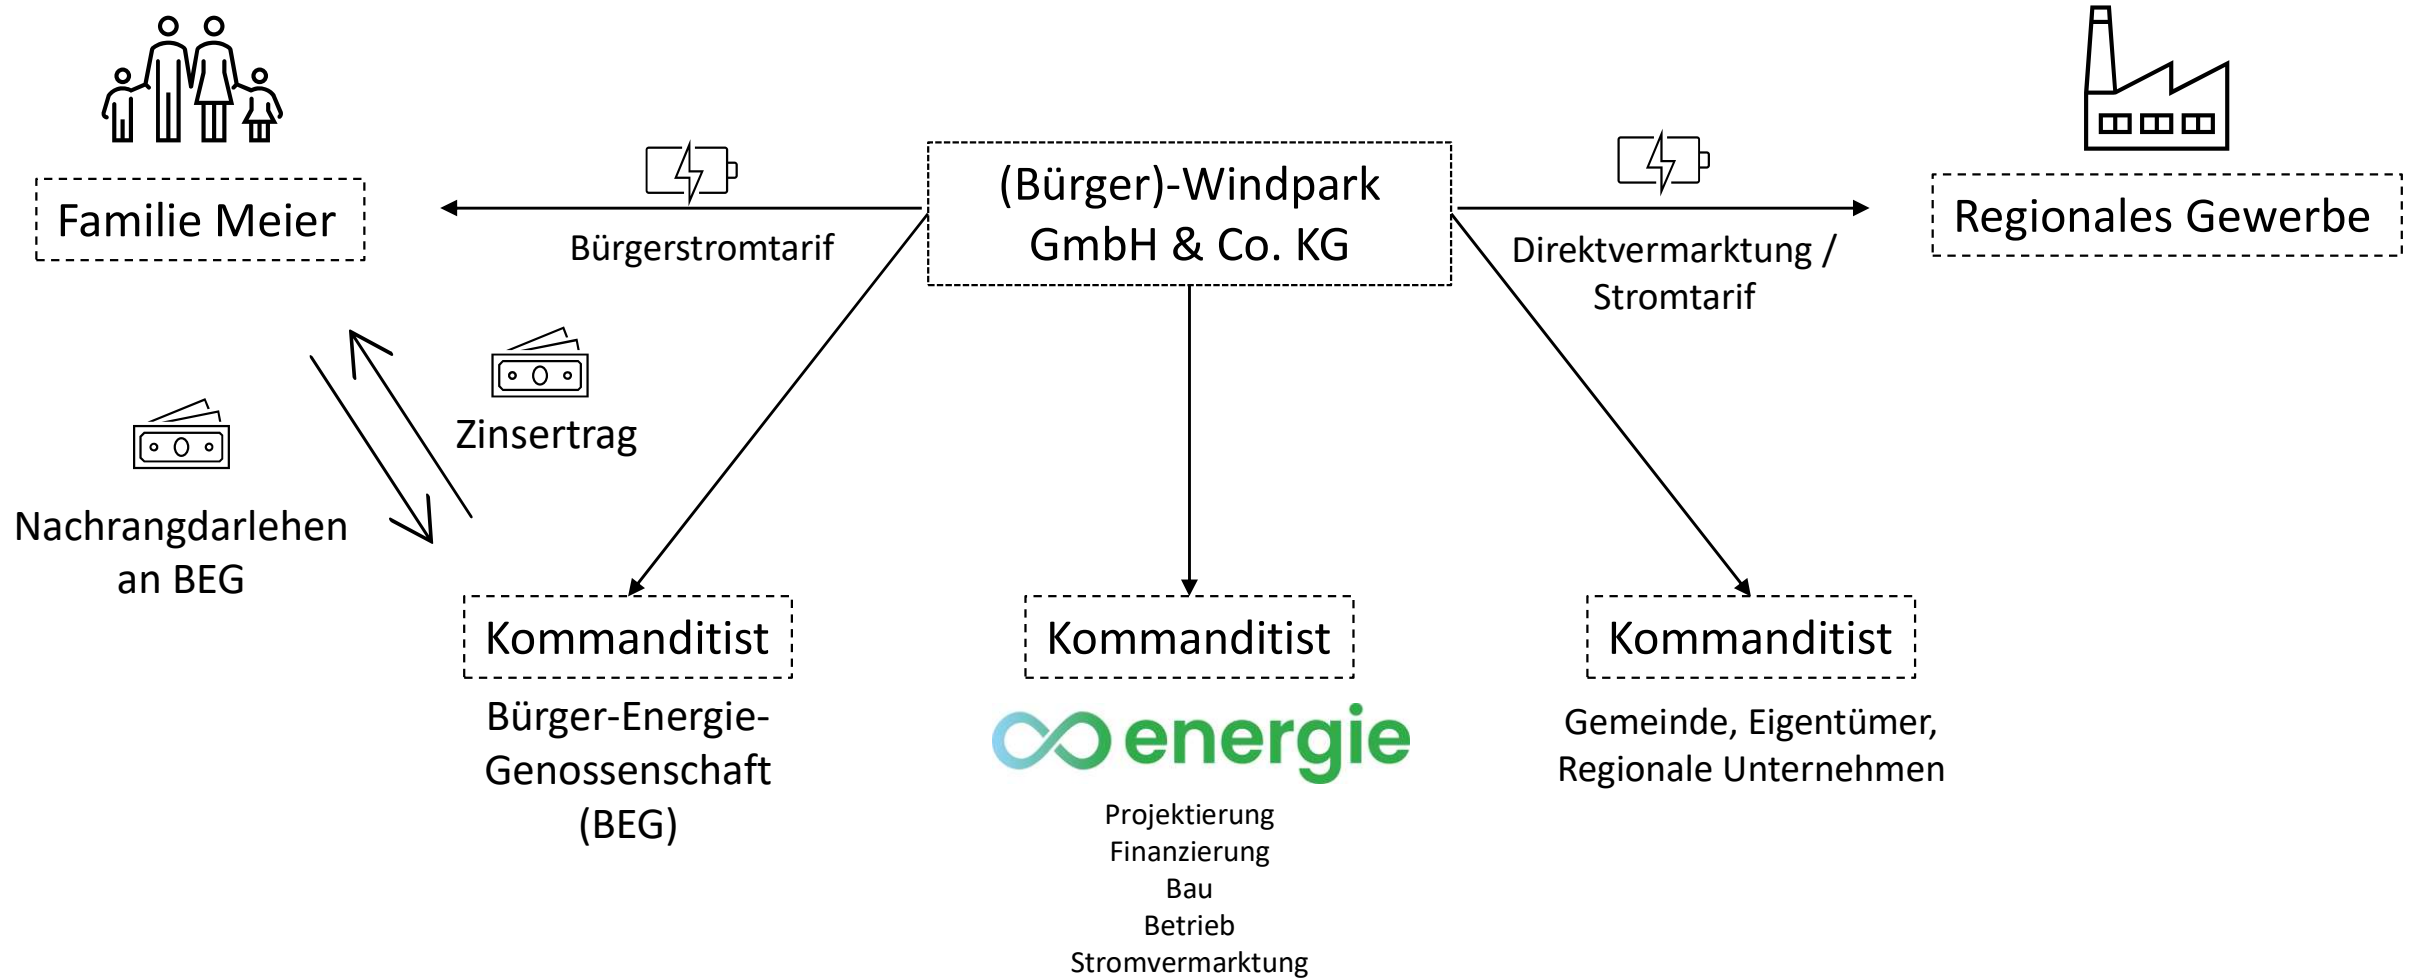 Familie Meier
Bürgerstromtarif
(Bürger)-Windpark
GmbH & Co. KG
Direktvermarktung /
Stromtarif
Regionales Gewerbe
Zinsertrag
Nachrangdarlehen
an BEG
Kommanditist
Bürger-Energie-
Genossenschaft
(BEG)
Kommanditist
energie
Projektierung
Finanzierung
Bau
Betrieb
Stromvermarktung
Kommanditist
Gemeinde, Eigentümer,
Regionale Unternehmen